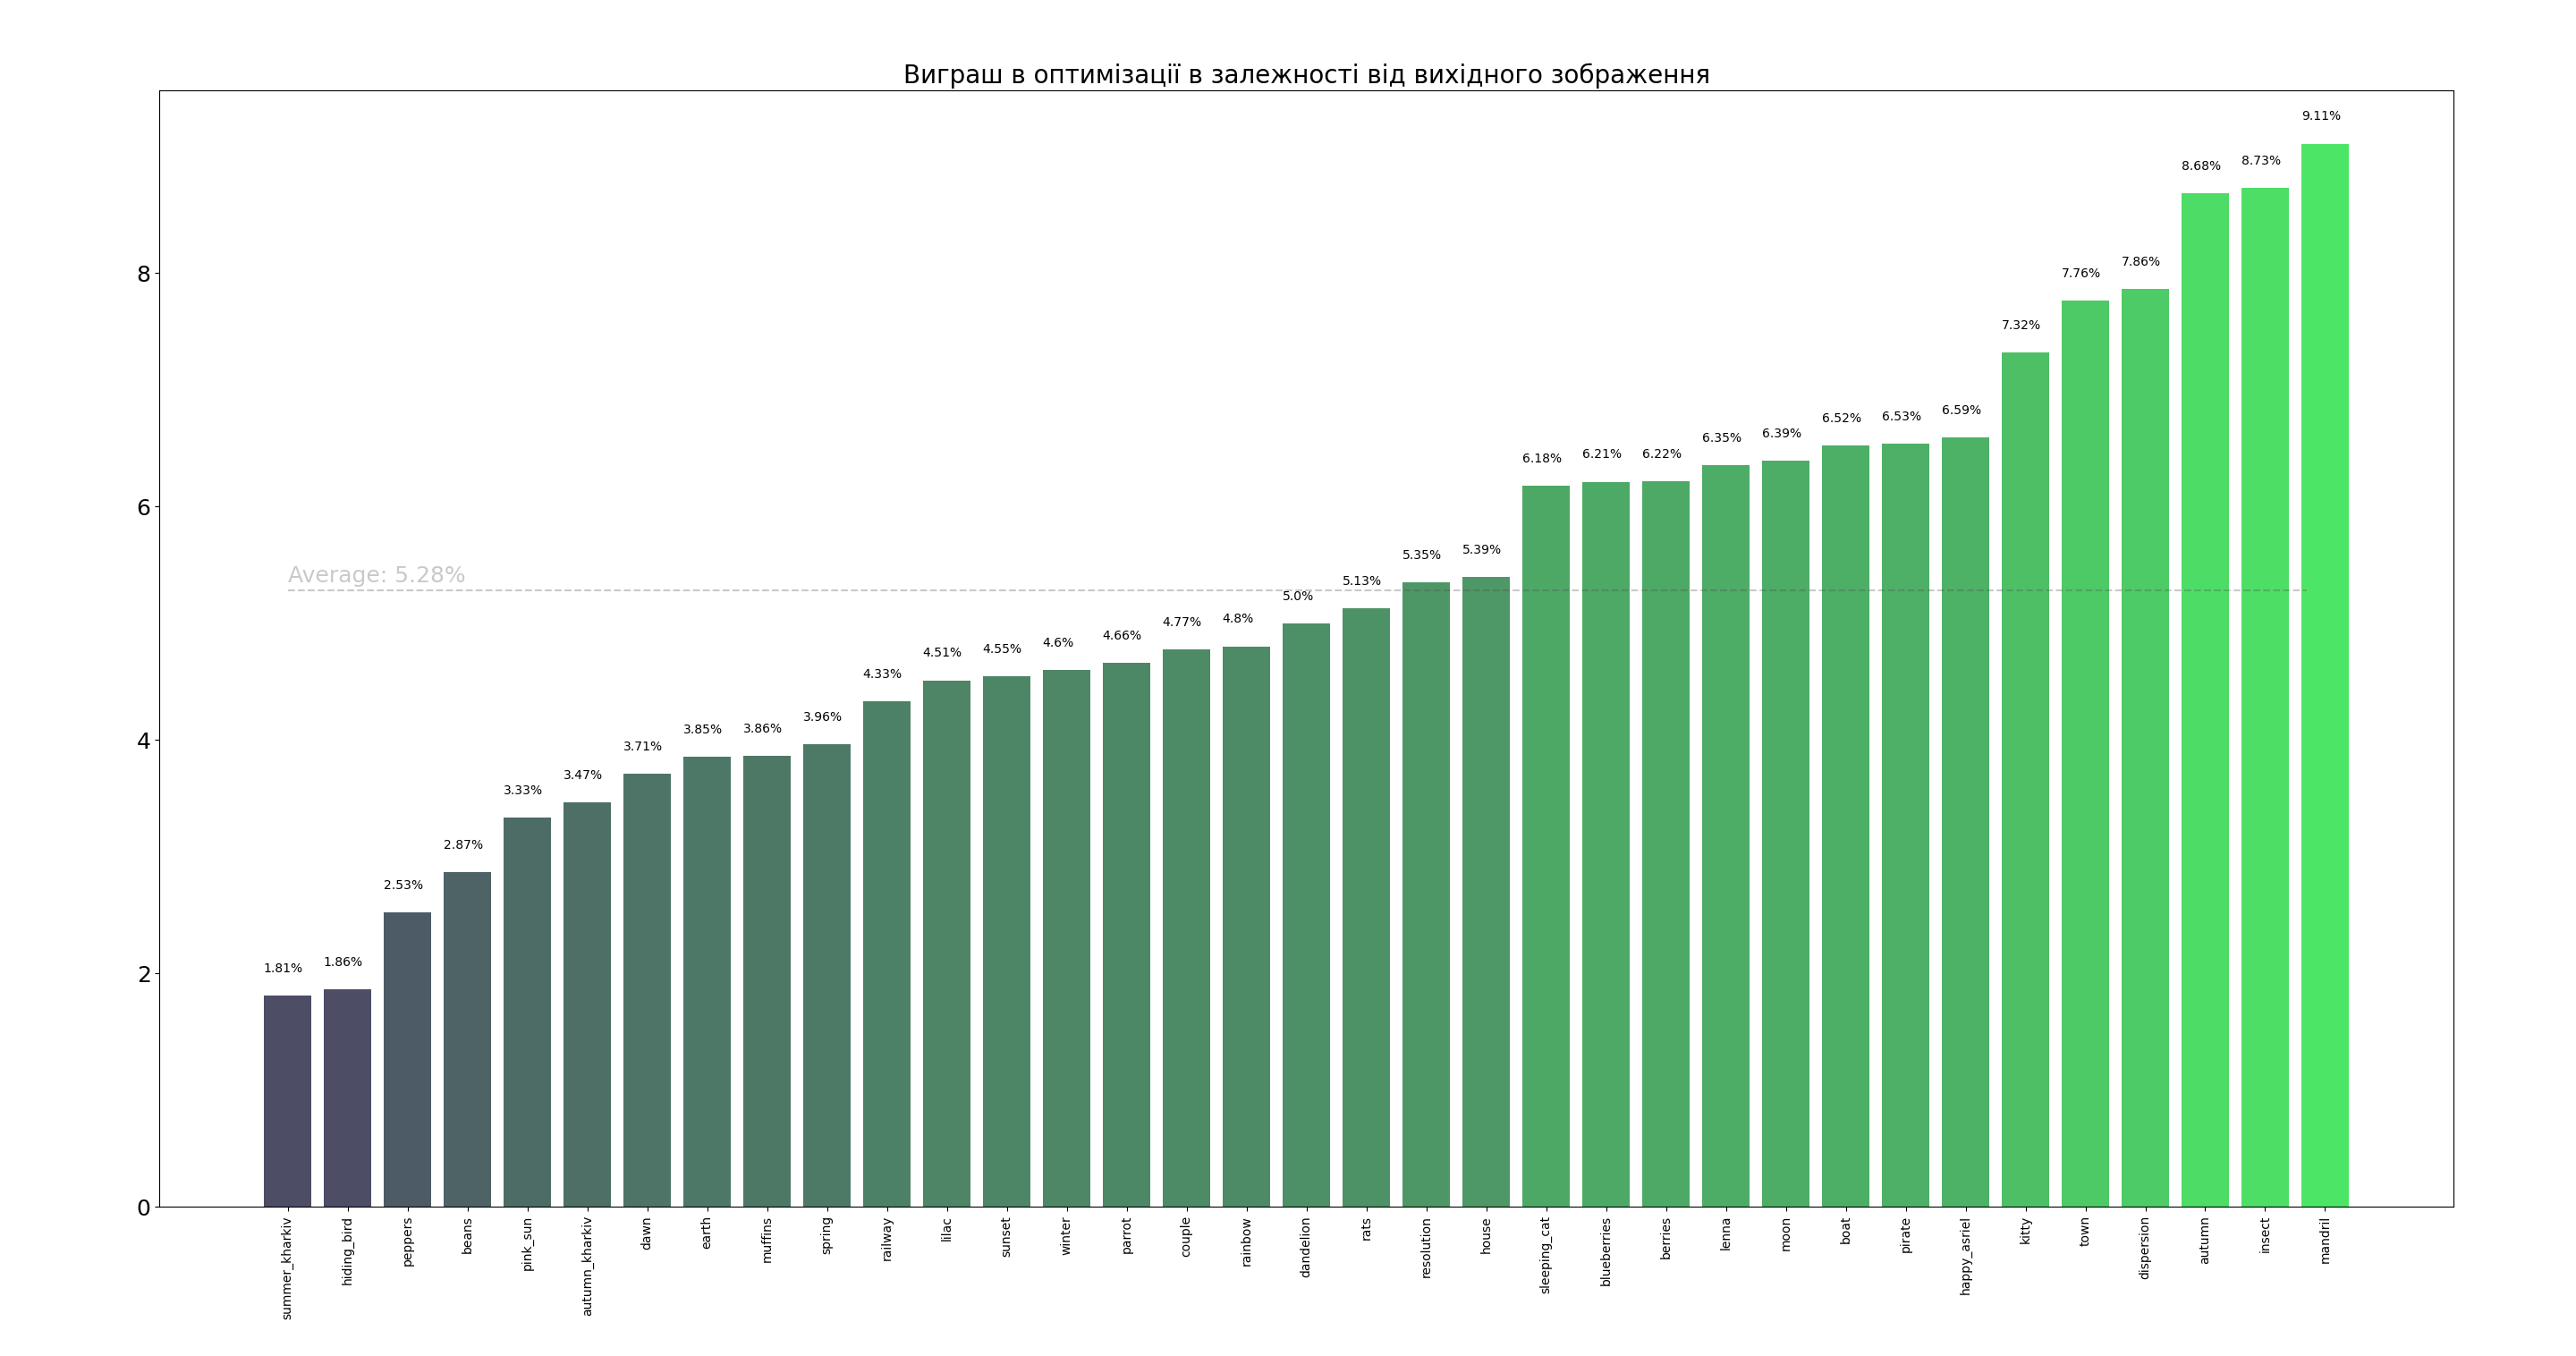 Виграш в оптимізації в залежності від вихідного зображення
9.11%
8.73%
8.68%
8
7.86%
7.76%
7.32%
6.59%
6.53%
6.52%
6.39%
6.35%
6.22%
6.21%
6.18%
6
5.39%
5.35%
Average: 5.28%
5.13%
5.0%
4.8%
4.77%
4.66%
4.6%
4.55%
4.51%
4.33%
3.96%
4
3.86%
3.85%
3.71%
3.47%
3.33%
2.87%
2.53%
1.86%
1.81%
2
0
summer_kharkiv
hiding_bird
peppers
beans
pink_sun
autumn_kharkiv
dawn
earth
muffins
spring
railway
lilac
sunset
winter
parrot
couple
rainbow
dandelion
rats
resolution
house
sleeping_cat
blueberries
berries
lenna
moon
boat
pirate
happy_asriel
kitty
town
dispersion
autumn
insect
mandril